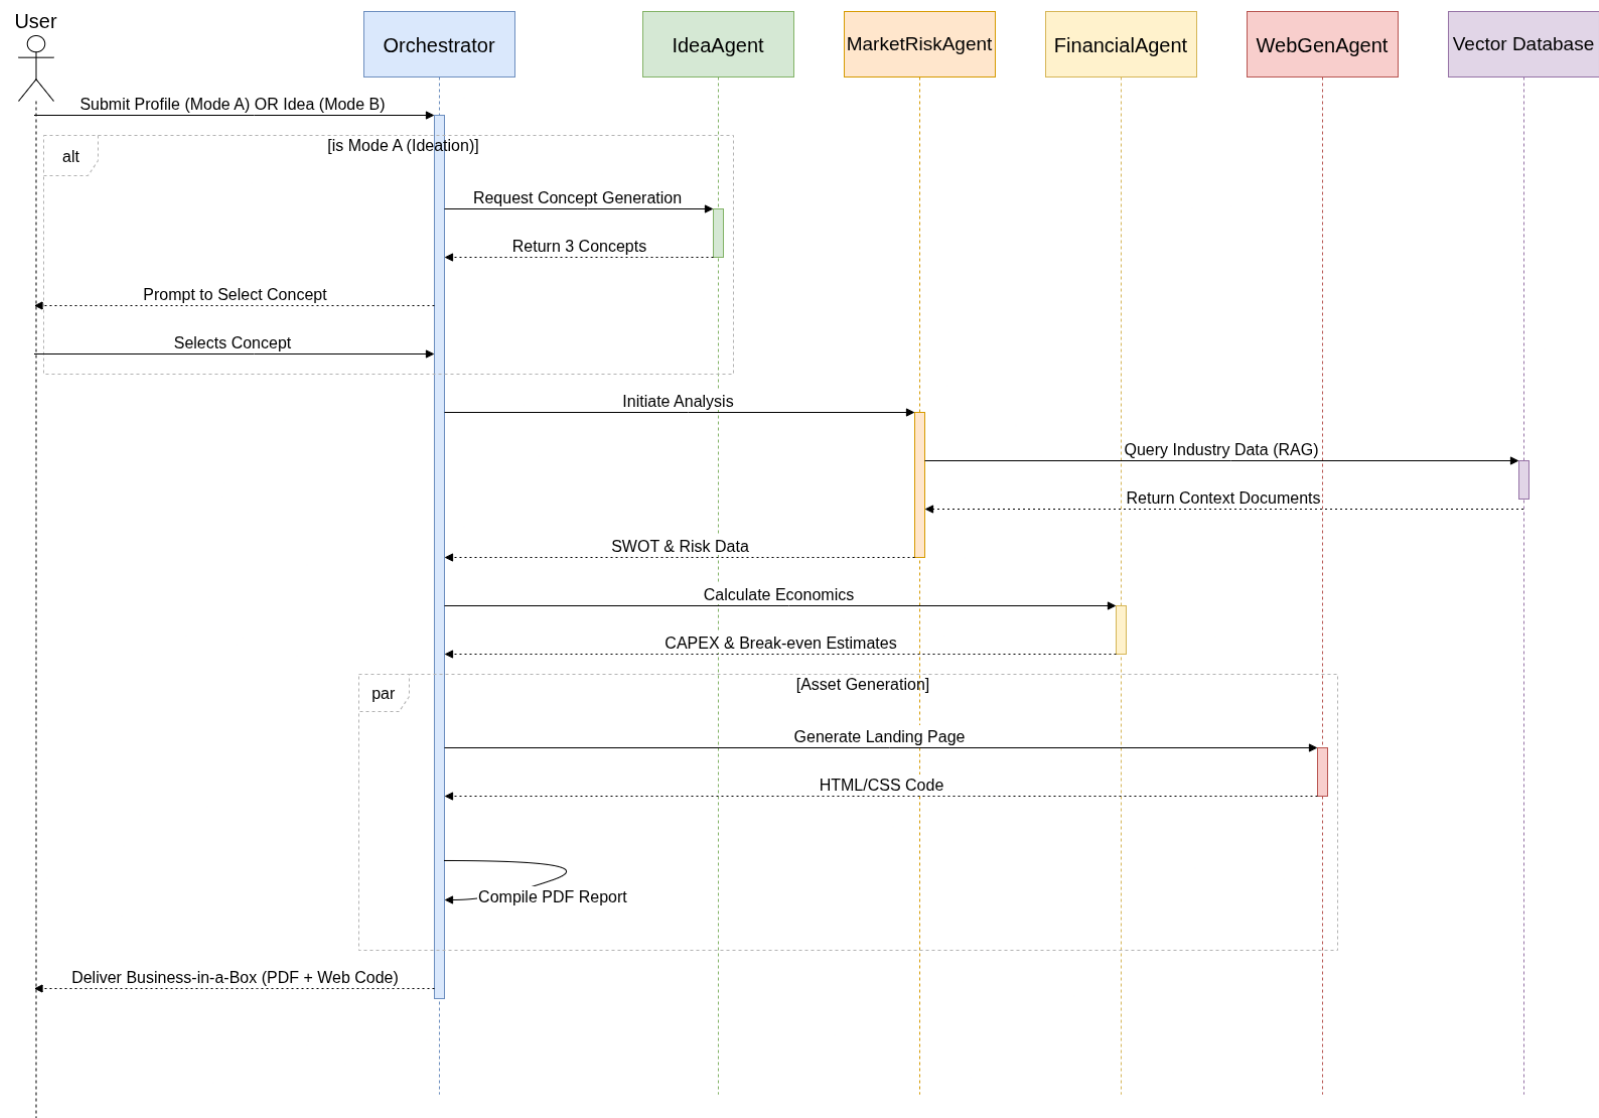 User
Orchestrator
IdeaAgent
MarketRiskAgent
FinancialAgent
WebGenAgent
Vector Database
Submit Profile (Mode A) OR Idea (Mode B)
alt
[is Mode A (Ideation)]
Request Concept Generation
Return 3 Concepts
Prompt to Select Concept
Selects Concept
Initiate Analysis
Query Industry Data (RAG)
Return Context Documents
SWOT & Risk Data
Calculate Economics
CAPEX & Break-even Estimates
par
[Asset Generation]
Generate Landing Page
HTML/CSS Code
Compile PDF Report
Deliver Business-in-a-Box (PDF + Web Code)